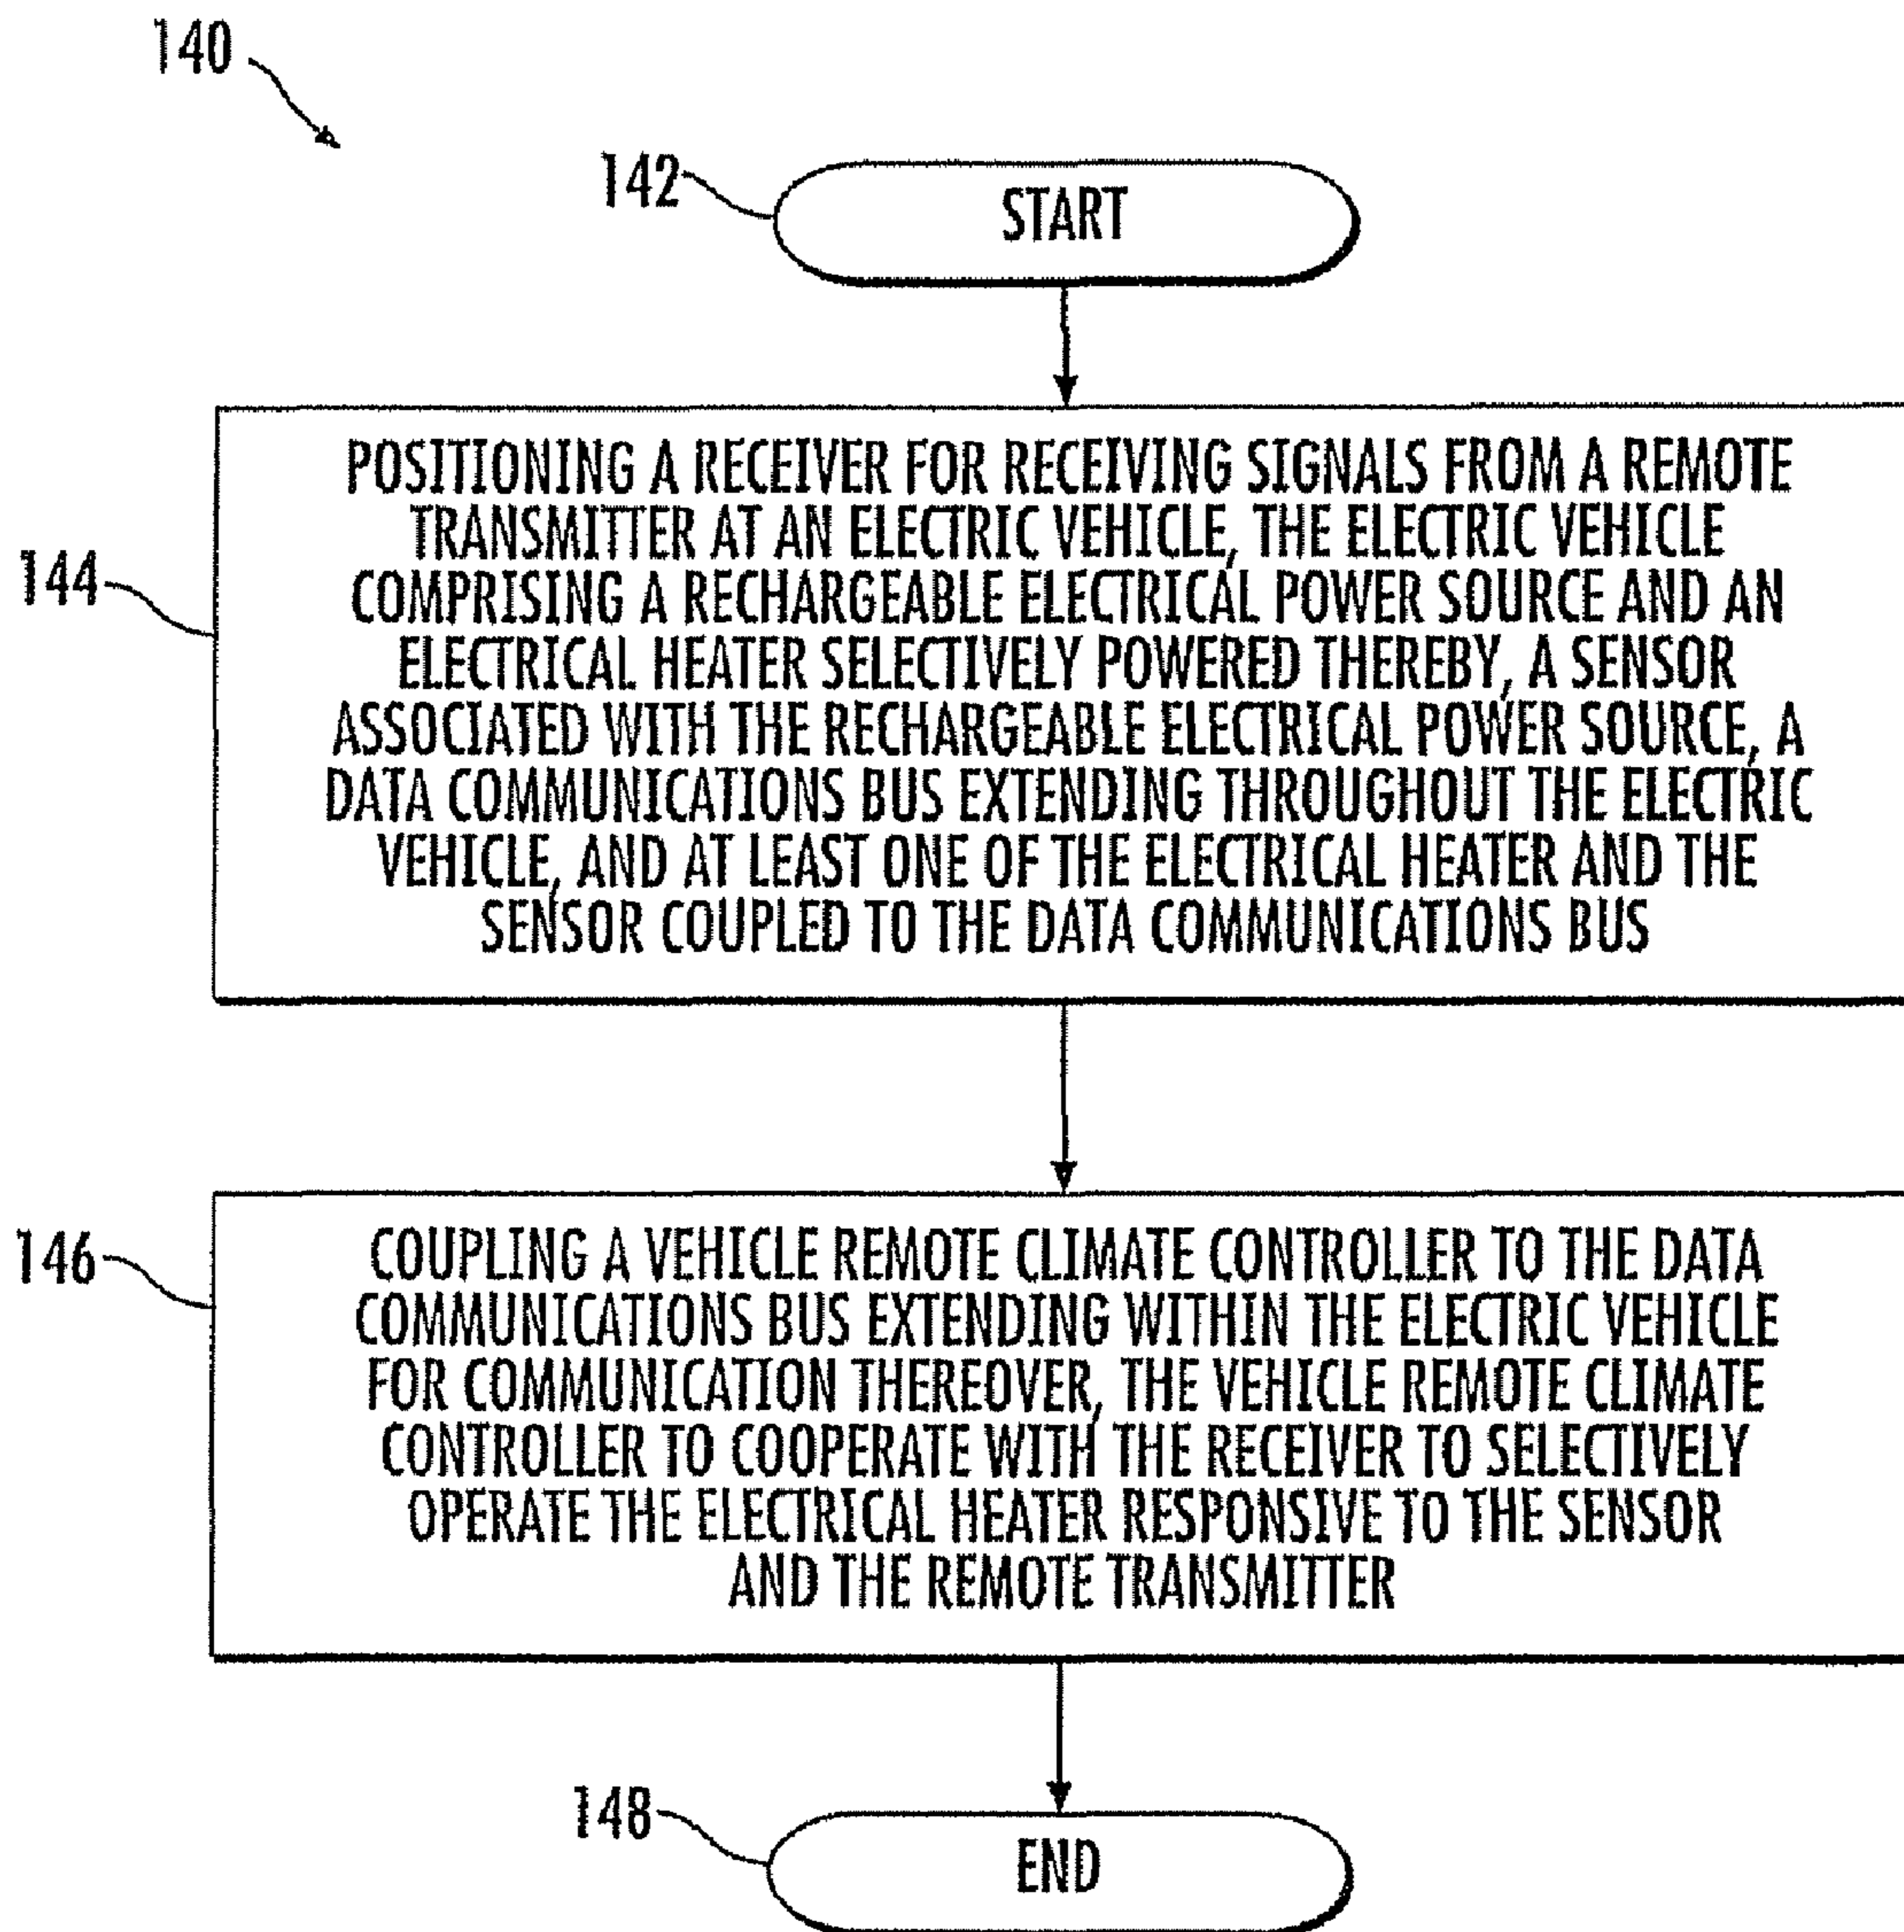 140
142
START
144
POSITIONING A RECEIVER FOR RECEIVING SIGNALS FROM A REMOTE
TRANSMITTER AT AN ELECTRIC VEHICLE, THE ELECTRIC VEHICLE
COMPRISING A RECHARGEABLE ELECTRICAL POWER SOURCE AND AN
ELECTRICAL HEATER SELECTIVELY POWERED THEREBY, A SENSOR
ASSOCIATED WITH THE RECHARGEABLE ELECTRICAL POWER SOURCE, A
DATA COMMUNICATIONS BUS EXTENDING THROUGHOUT THE ELECTRIC
VEHICLE, AND AT LEAST ONE OF THE ELECTRICAL HEATER AND THE
SENSOR COUPLED TO THE DATA COMMUNICATIONS BUS
146
COUPLING A VEHICLE REMOTE CLIMATE CONTROLLER TO THE DATA
COMMUNICATIONS BUS EXTENDING WITHIN THE ELECTRIC VEHICLE
FOR COMMUNICATION THEREOVER, THE VEHICLE REMOTE CLIMATE
CONTROLLER TO COOPERATE WITH THE RECEIVER TO SELECTIVELY
OPERATE THE ELECTRICAL HEATER RESPONSIVE TO THE SENSOR
AND THE REMOTE TRANSMITTER
148
END